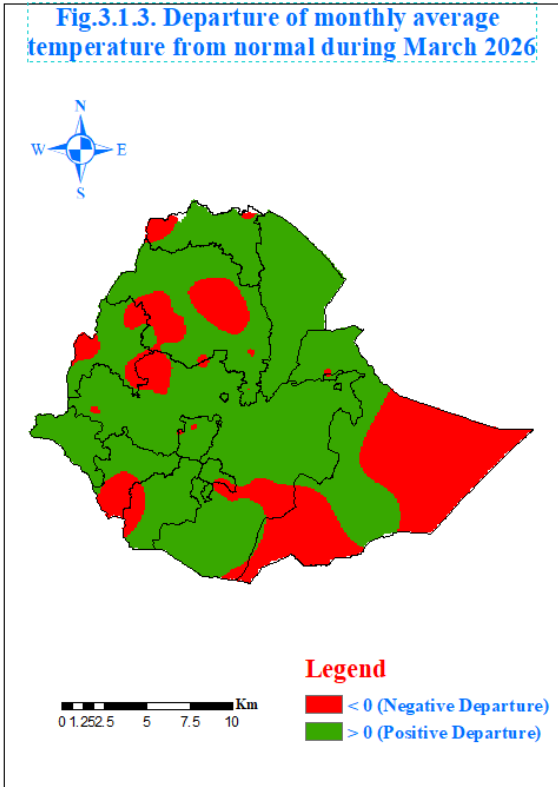 Fig.3.1.3. Departure of monthly average
temperature from normal during March 2026
N
W E
S
Legend
< 0 (Negative Departure)
> 0 (Positive Departure)
Km
0 1.252.5 5 7.5 10